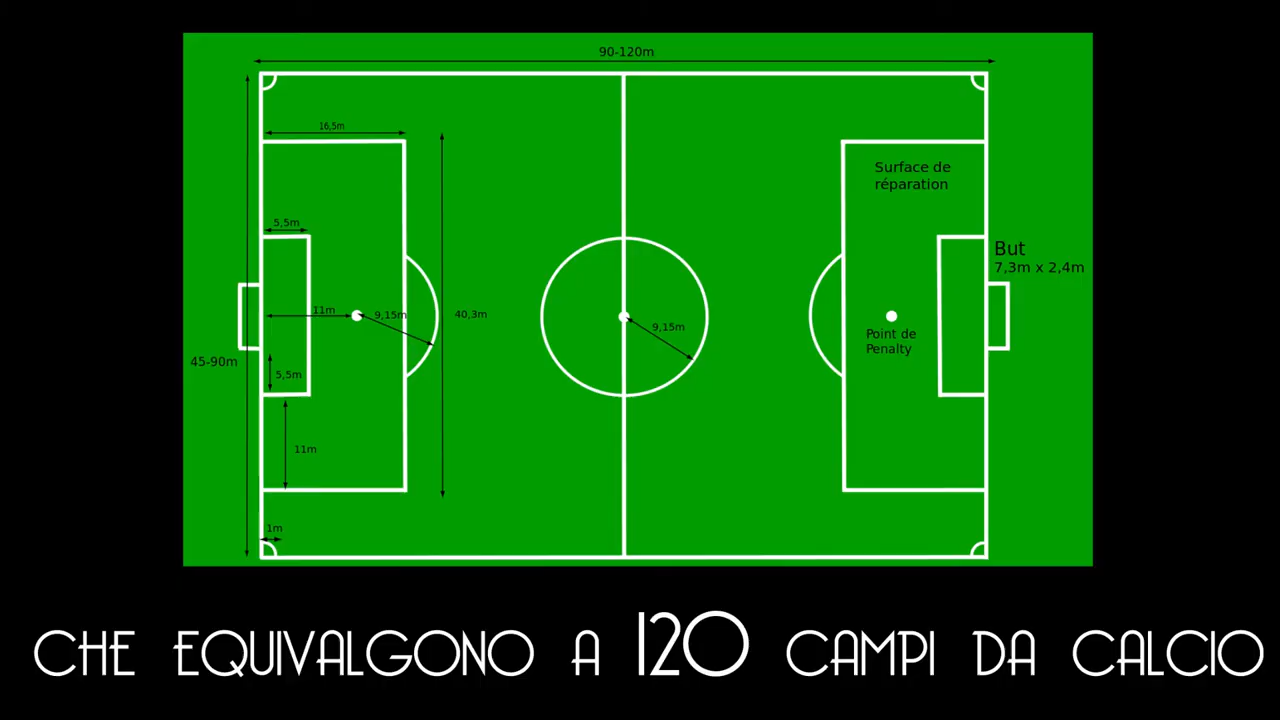 90-120m
16,5m
Surface de
réparation
5,5m
But
7,3m x 2,4m
11m
9,15m
40,3m
9,15m
Point de
Penalty
45-90m
5,5m
11m
1m
CHE EQUIVALGONO A 120 CAMPI DA CALCIO